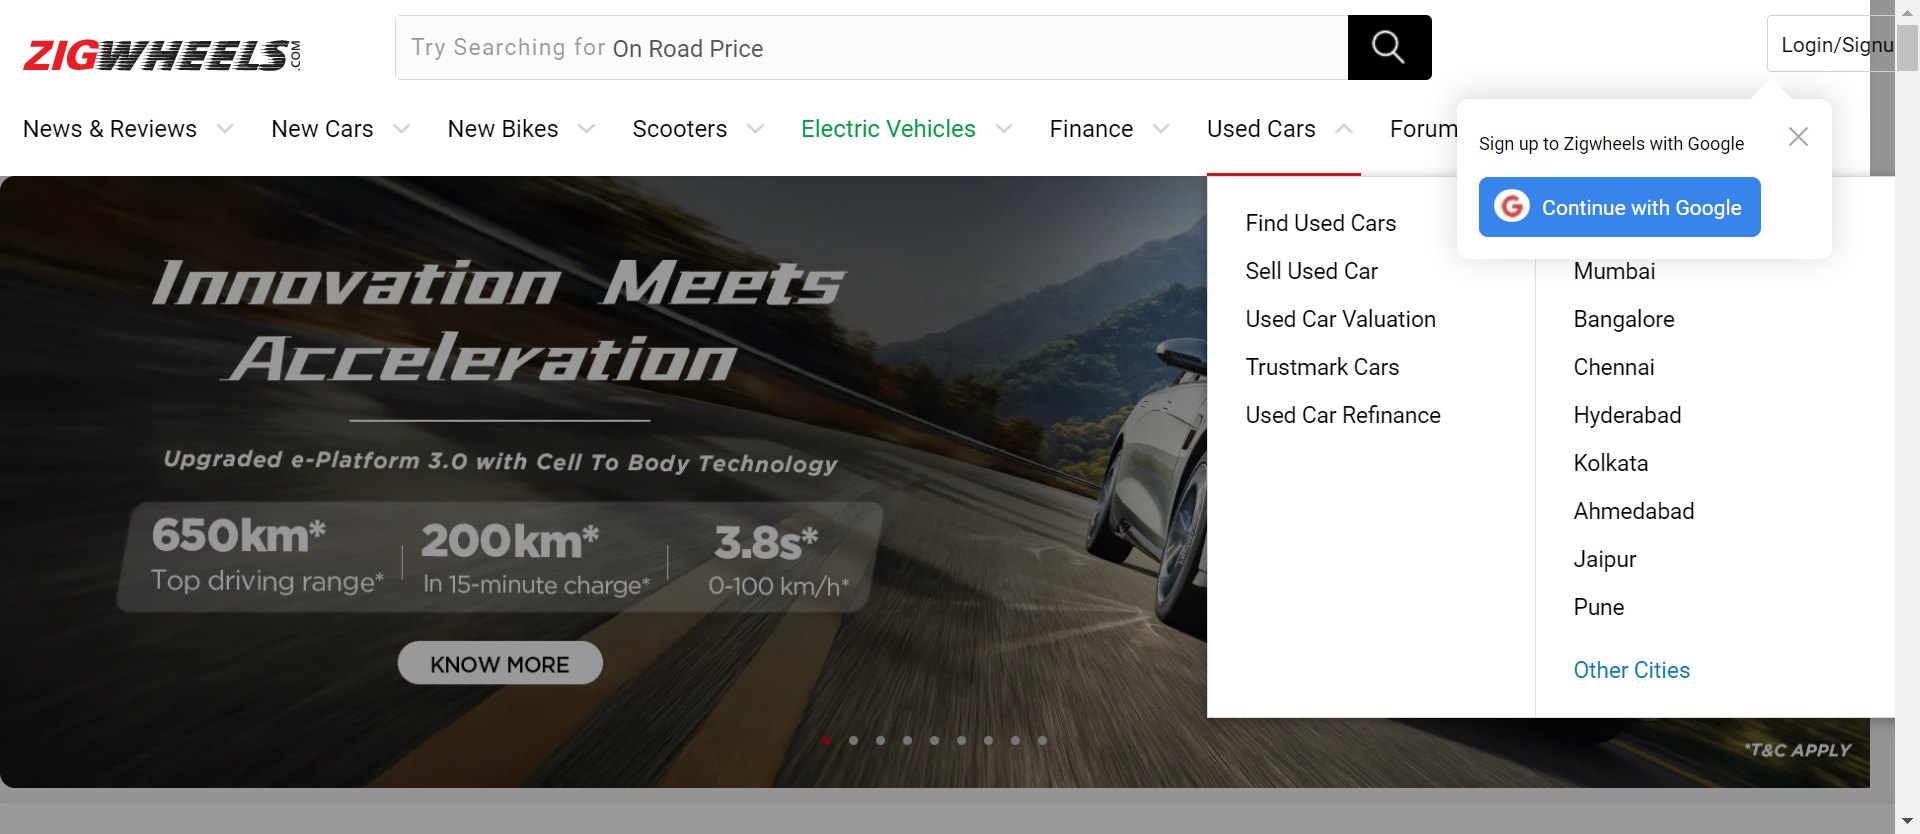 ZIGWHEELS.COM
Try Searching for On Road Price
Login/Signu
News & Reviews
New Cars
New Bikes
Scooters
Electric Vehicles
Finance
Used Cars
Forum
Sign up to Zigwheels with Google
Continue with Google
Find Used Cars
Sell Used Car
Used Car Valuation
Trustmark Cars
Used Car Refinance
Mumbai
Bangalore
Chennai
Hyderabad
Kolkata
Ahmedabad
Jaipur
Pune
Other Cities
Innovation Meets
Acceleration
Upgraded e-Platform 3.0 with Cell To Body Technology
650km*
Top driving range*
200km*
In 15-minute charge*
3.8s*
0-100 km/h*
KNOW MORE
*T&C APPLY